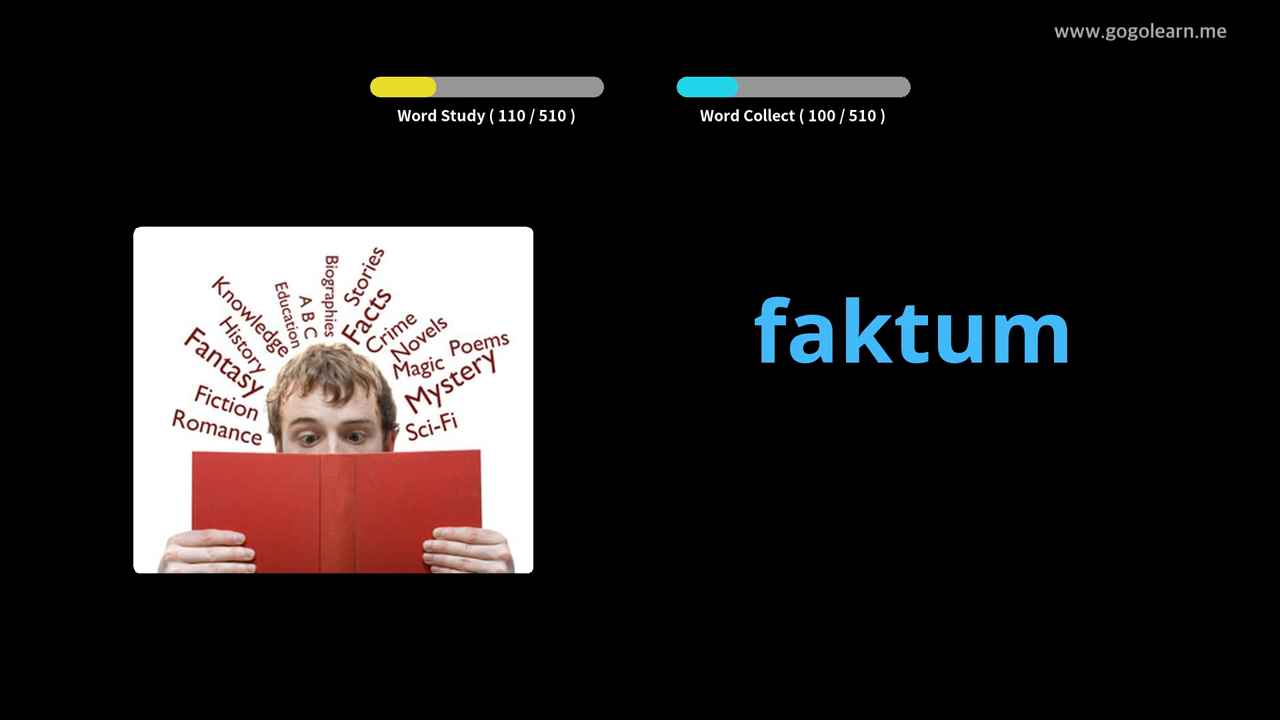 www.gogolearn.me
Word Study ( 110 / 510 )
Word Collect ( 100 / 510 )
Knowledge
History
Fantasy
Fiction
Romance
Education
A B C
Biographies
Stories
Facts
Crime
Novels
Magic
Poems
Mystery
Sci-Fi
faktum